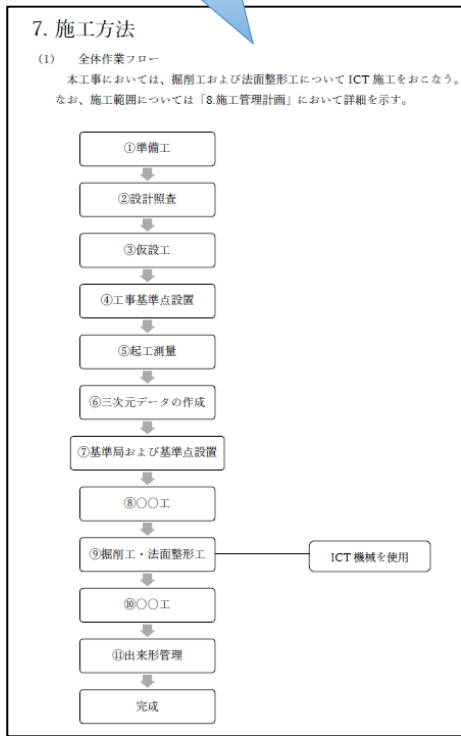 7. 施工方法
(1) 全体作業フロー
本工事においては、掘削工および法面整形工について ICT 施工をおこなう。
なお、施工範囲については「8.施工管理計画」において詳細を示す。
①準備工
②設計照査
③仮設工
④工事基準点設置
⑤起工測量
⑥三次元データの作成
⑦基準局および基準点設置
⑧〇〇工
⑨掘削工・法面整形工
ICT 機械を使用
⑩〇〇工
⑪出来形管理
完成